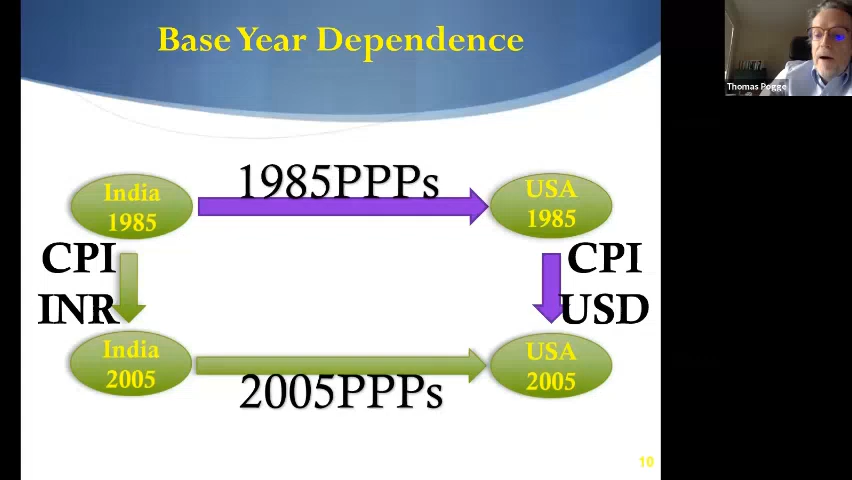 Base Year Dependence
Thomas Pogge
1985PPPs
India
1985
USA
1985
CPI
INR
CPI
USD
India
2005
USA
2005
2005PPPs
10